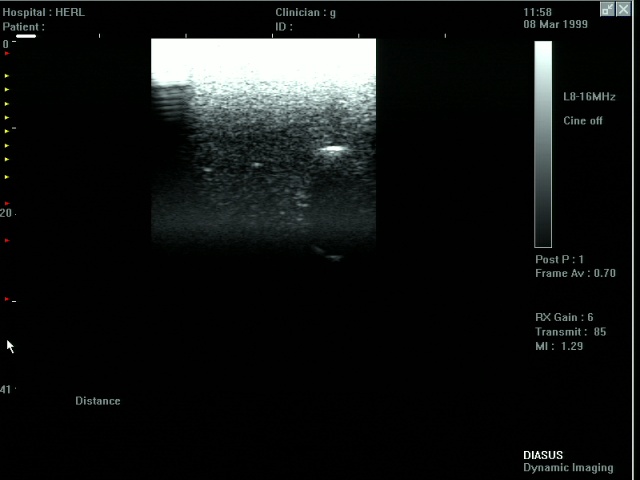 Hospital : HERL
Clinician : g
11:58
Patient :
ID :
08 Mar 1999
0
L8-16MHz
Cine off
20
Post P : 1
Frame Av : 0.70
RX Gain : 6
Transmit : 85
MI : 1.29
41
Distance
DIASUS
Dynamic Imaging